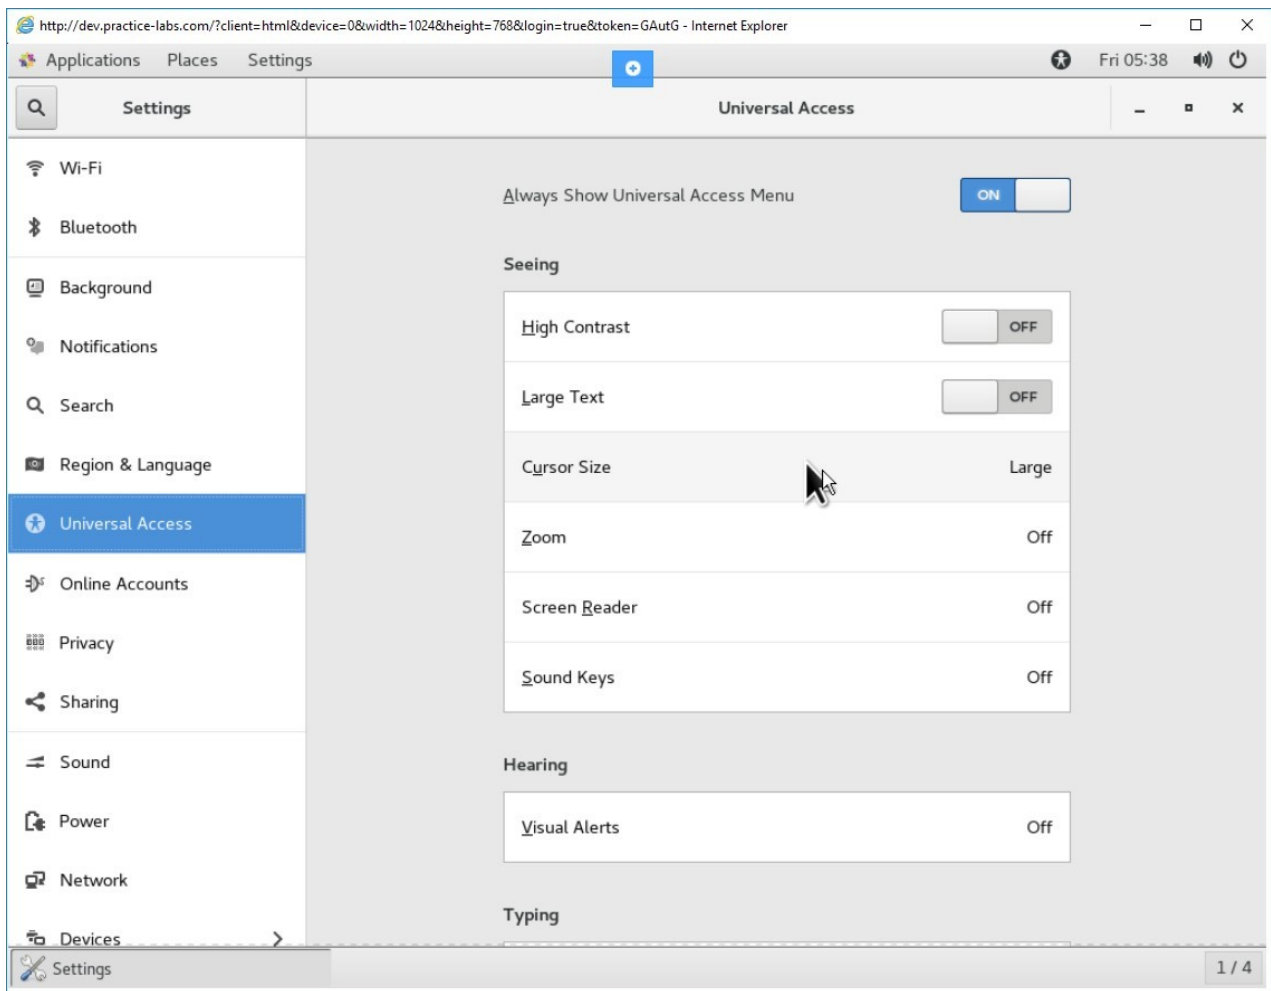 http://dev.practice-labs.com/?client=html&device=0&width=1024&height=768&login=true&token=GAutG - Internet Explorer
Applications Places Settings Fri 05:38
Settings Universal Access
Wi-Fi
Bluetooth
Background
Notifications
Search
Region & Language
Universal Access
Online Accounts
Privacy
Sharing
Sound
Power
Network
Devices
Always Show Universal Access Menu ON
Seeing
High Contrast OFF
Large Text OFF
Cursor Size Large
Zoom Off
Screen Reader Off
Sound Keys Off
Hearing
Visual Alerts Off
Typing
Settings 1 / 4